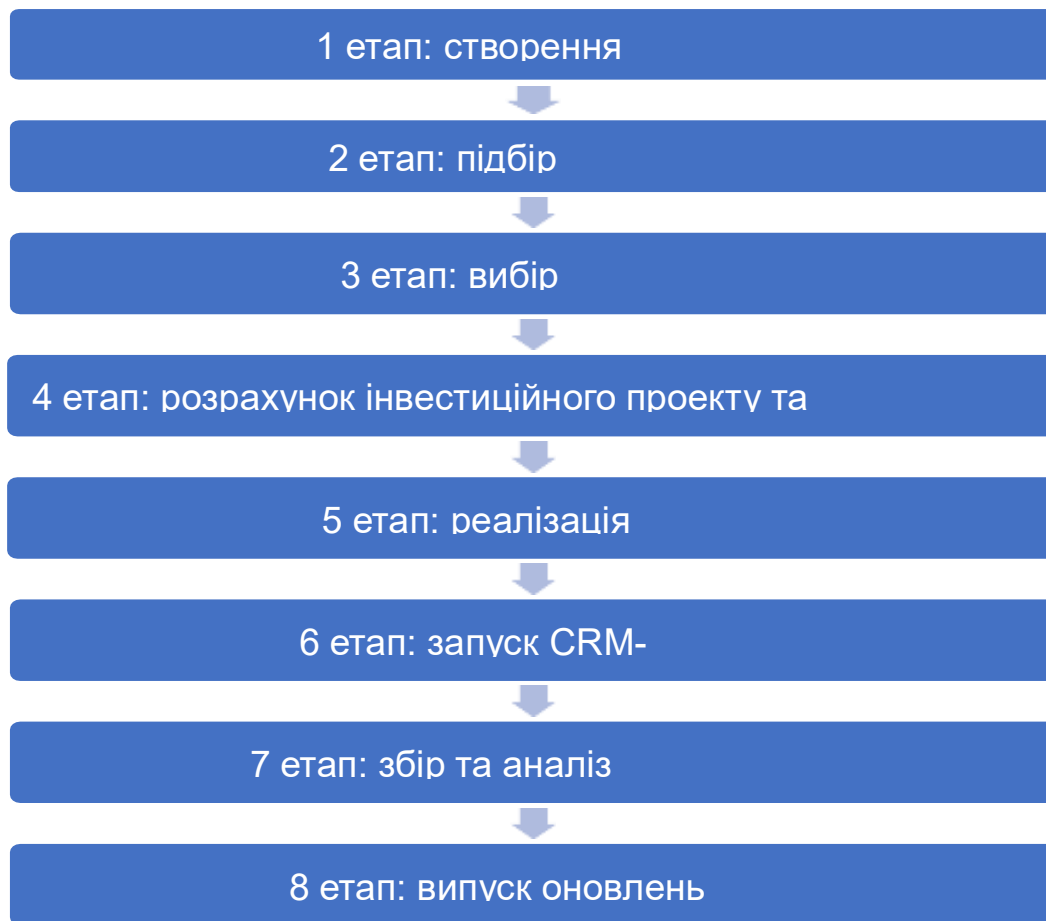 1 етап: створення
2 етап: підбір
3 етап: вибір
4 етап: розрахунок інвестиційного проекту та
5 етап: реалізація
6 етап: запуск CRM-
7 етап: збір та аналіз
8 етап: випуск оновлень